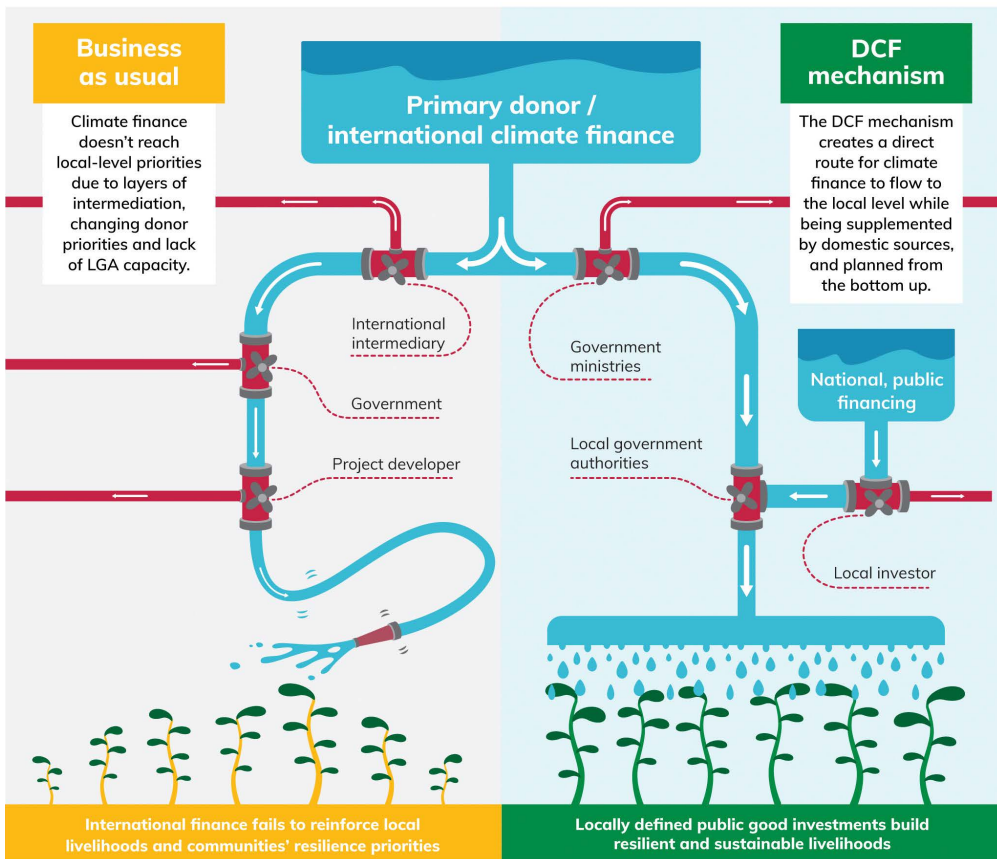 Business
as usual
Climate finance
doesn't reach
local-level priorities
due to layers of
intermediation,
changing donor
priorities and lack
of LGA capacity.
Primary donor /
international climate finance
DCF
mechanism
The DCF mechanism
creates a direct
route for climate
finance to flow to
the local level while
being supplemented
by domestic sources,
and planned from
the bottom up.
International
intermediary
Government
Project developer
Government
ministries
National, public
financing
Local government
authorities
Local investor
International finance fails to reinforce local
livelihoods and communities' resilience priorities
Locally defined public good investments build
resilient and sustainable livelihoods